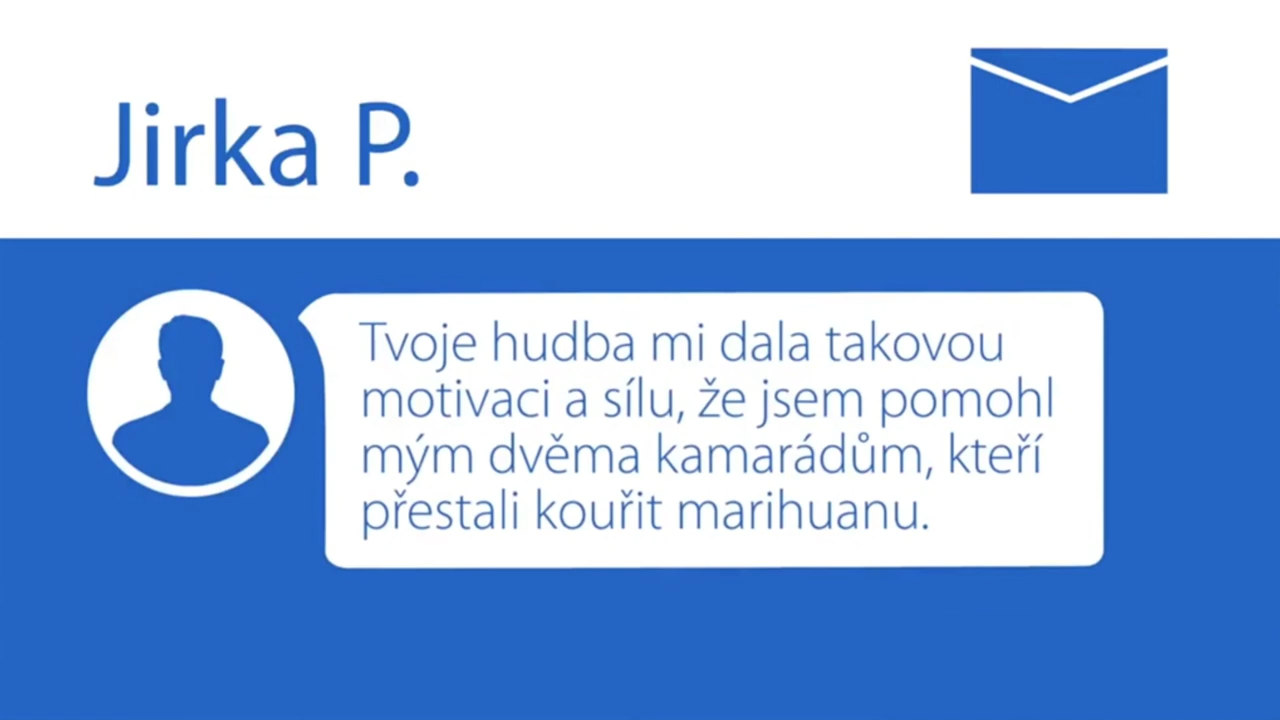 Jirka P.
Tvoje hudba mi dala takovou
motivaci a sílu, že jsem pomohl
mým dvěma kamarádům, kteří
přestali kouřit marihuanu.